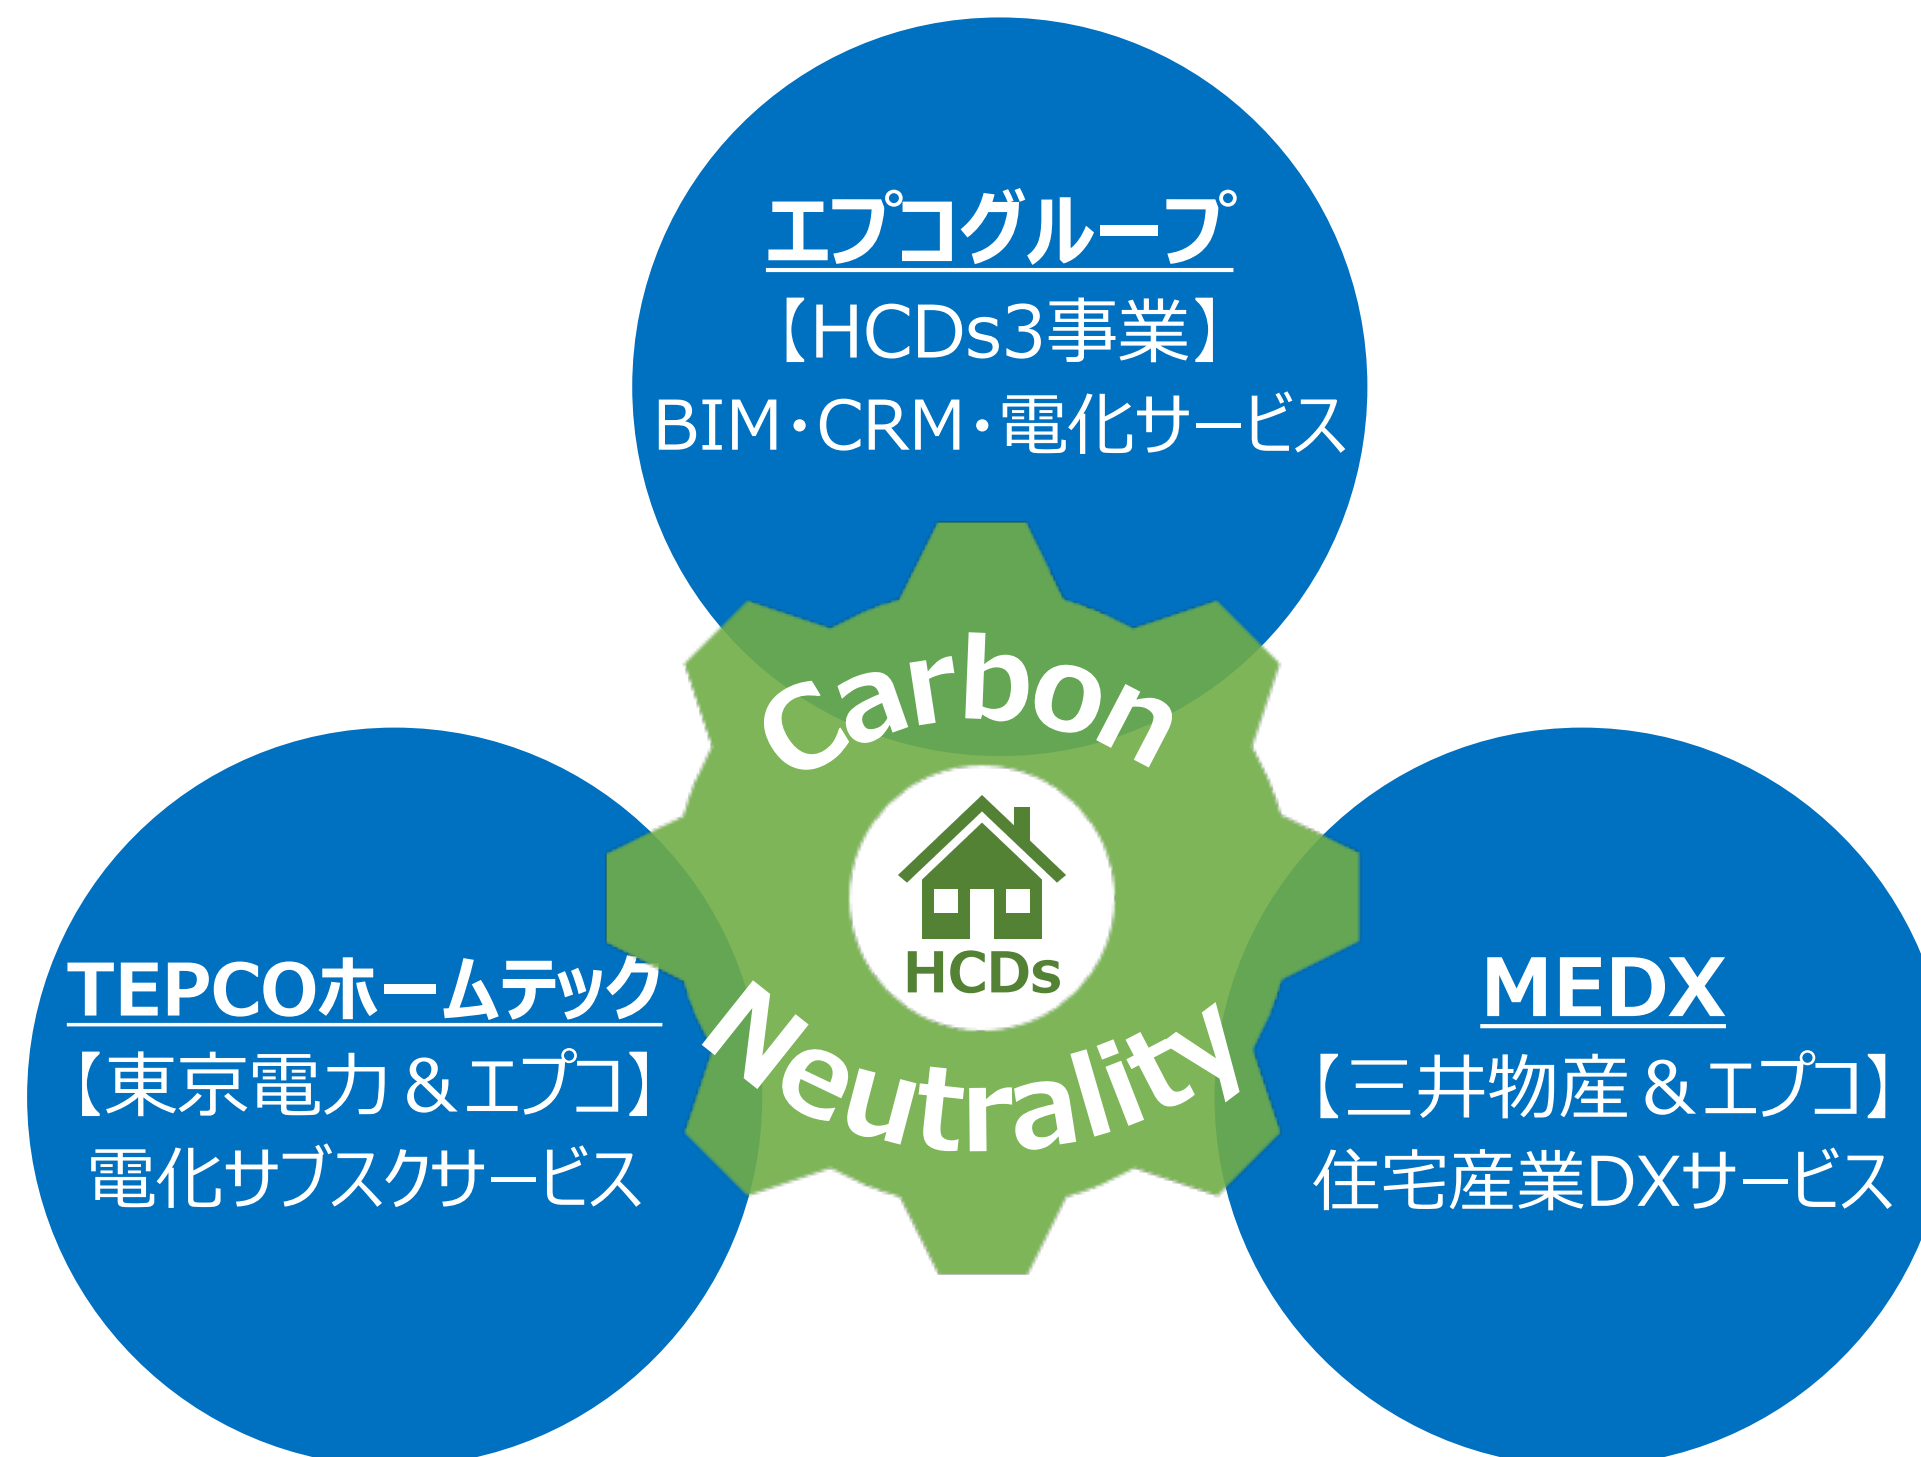 エプコグループ
【HCDs3事業】
BIM・CRM・電化サービス
Carbon
HCDs
Neutrality
TEPCOホームテック
【東京電力&エプコ】
電化サブスクサービス
MEDX
【三井物産&エプコ】
住宅産業DXサービス